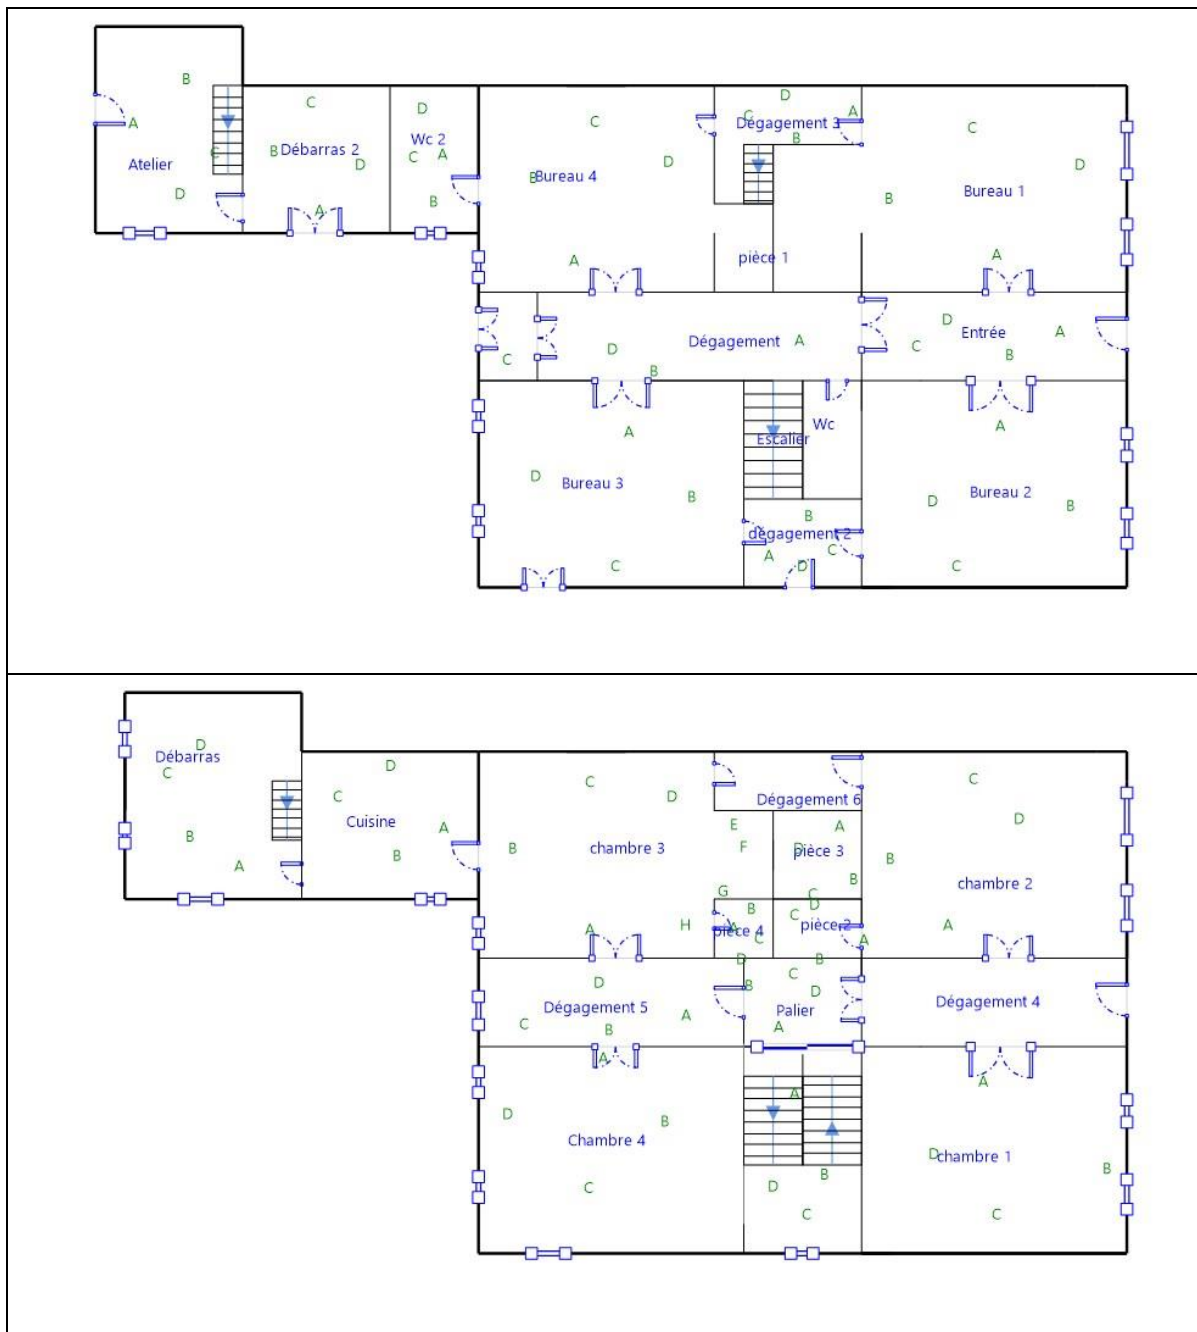 B
A
C
Atelier
D
C
B
Débarras 2
D
A
D
Wc 2
C
A
B
C
D
B
Bureau 4
A
D
C
A
Dégagement 3
B
pièce 1
C
D
B
Bureau 1
A
C
D
Dégagement
A
B
D
A
Entrée
C
B
A
D
B
Bureau 3
C
Escalier
Wc
B
dégagement 2
A
C
D
A
Bureau 2
D
B
C
D
Débarras
C
B
A
D
C
Cuisine
A
B
C
D
B
chambre 3
E
F
G
H
A
Dégagement 6
A
D
pièce 3
B
C
B
pièce 4
A
C
D
D
C
pièce 2
A
B
C
D
B
chambre 2
A
D
Dégagement 5
A
C
B
C
B
D
Palier
A
Dégagement 4
A
D
B
Chambre 4
C
A
B
D
C
A
D
chambre 1
B
C